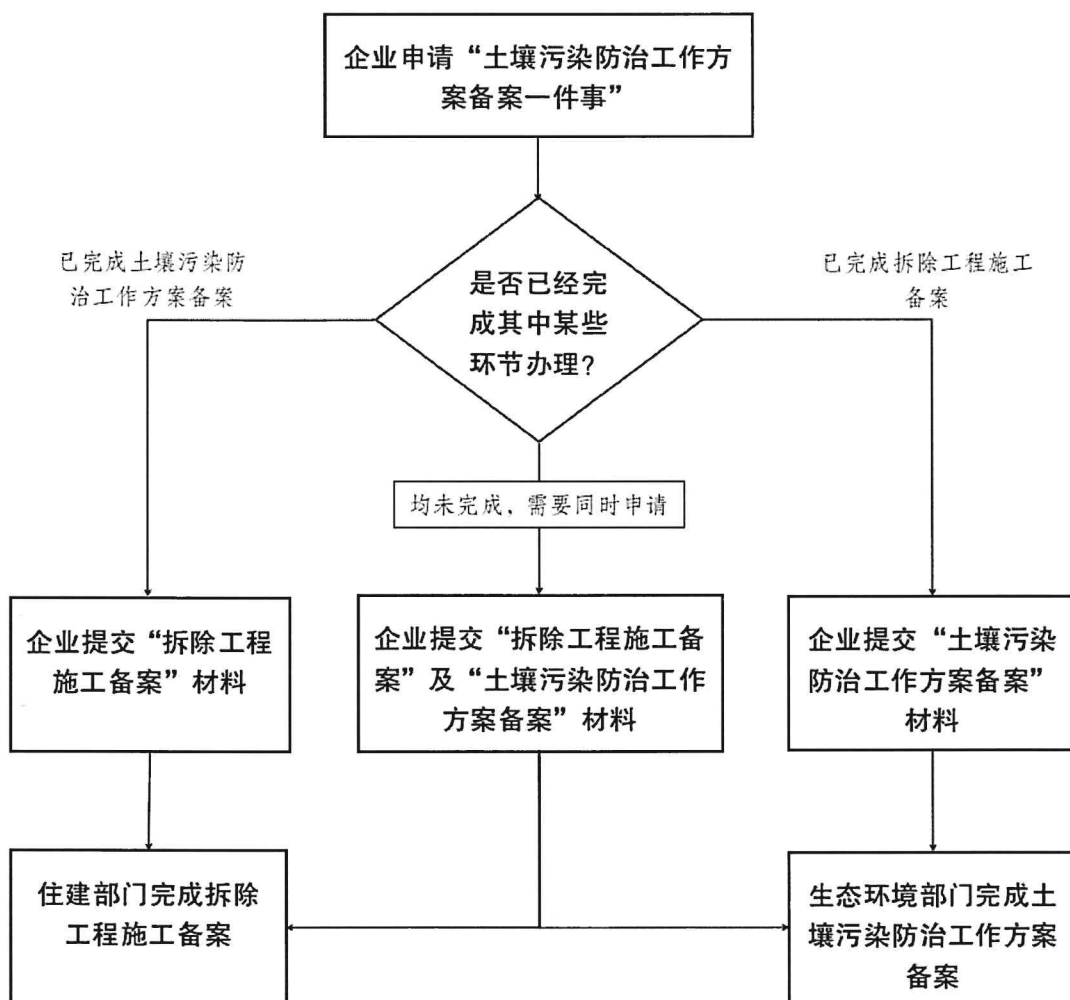 企业申请“土壤污染防治工作方
案备案一件事”
已完成土壤污染防
治工作方案备案
是否已经完
成其中某些
环节办理？
已完成拆除工程施工
备案
均未完成，需要同时申请
企业提交“拆除工程
施工备案”材料
企业提交“拆除工程施工备
案”及“土壤污染防治工作
方案备案”材料
企业提交“土壤污染
防治工作方案备案”
材料
住建部门完成拆除
工程施工备案
生态环境部门完成土
壤污染防治工作方案
备案